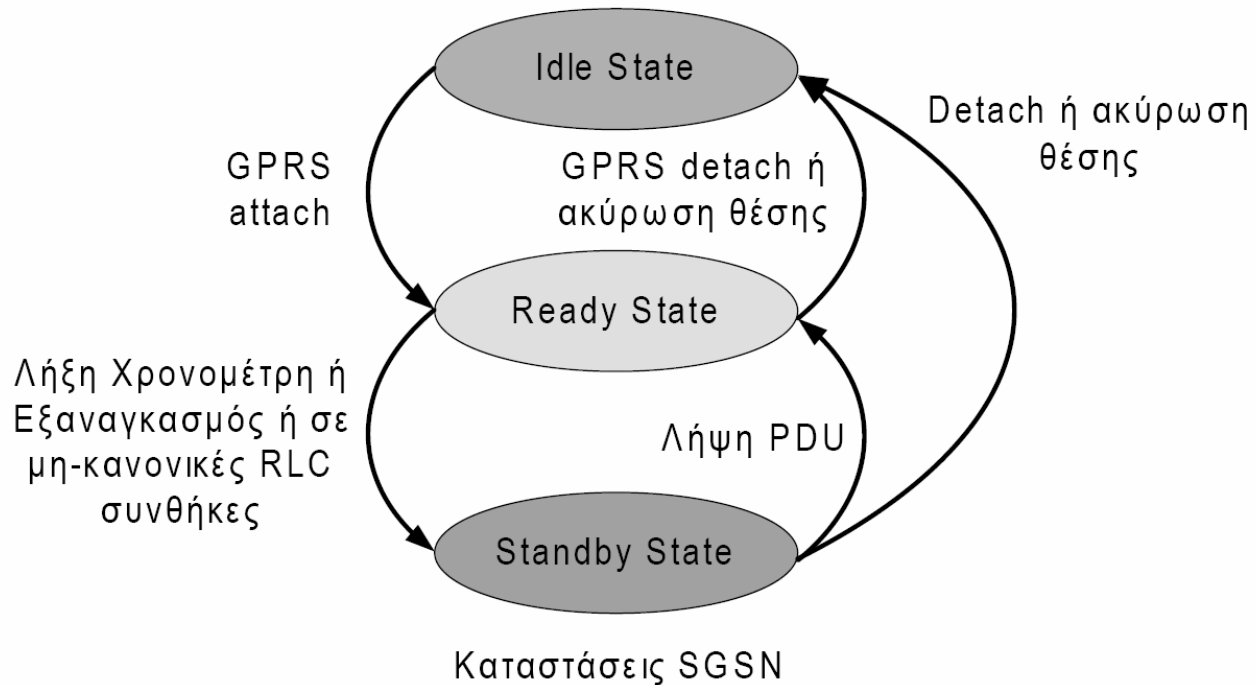 Idle State
Detach ή ακύρωση
θέσης
GPRS
attach
GPRS detach ή
ακύρωση θέσης
Ready State
Λήξη Χρονομέτρη ή
Εξαναγκασμός ή σε
μη-κανονικές RLC
συνθήκες
Λήψη PDU
Standby State
Καταστάσεις SGSN